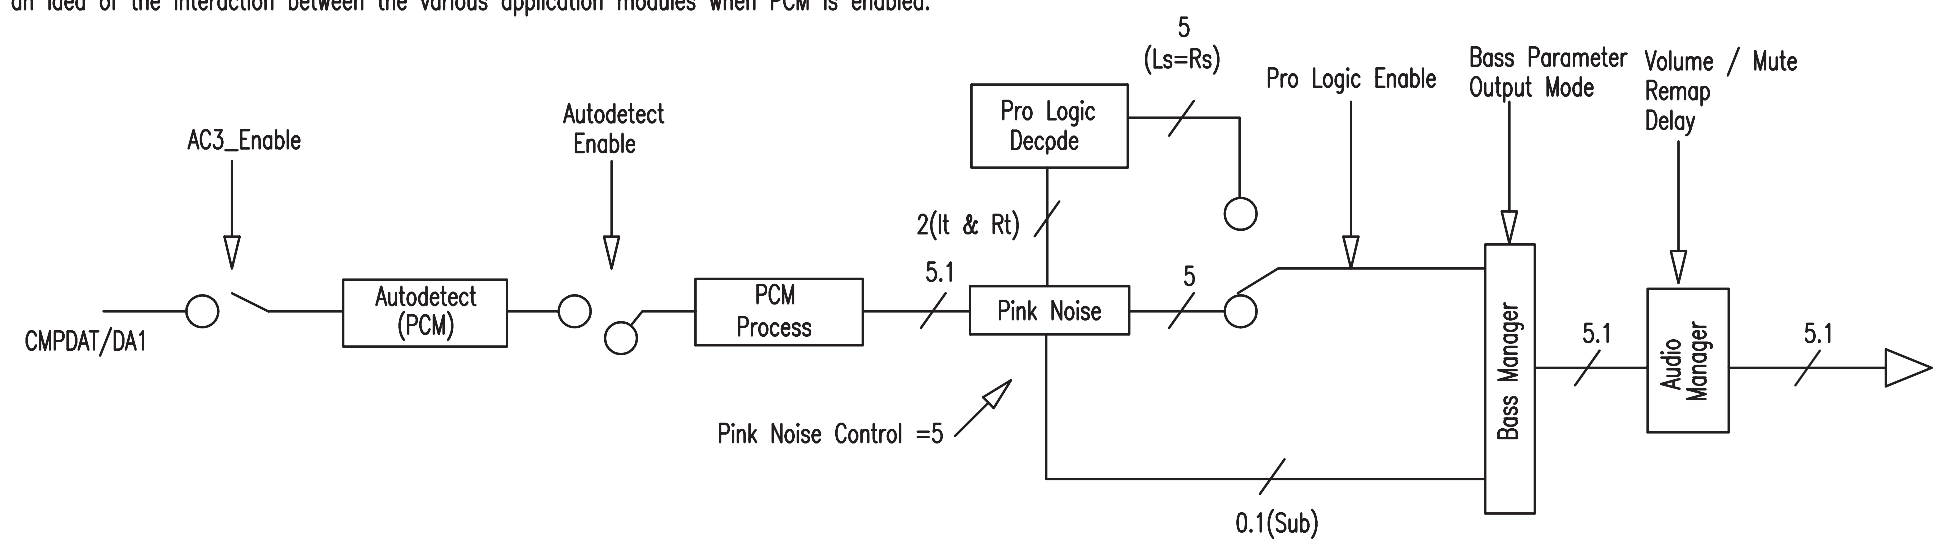 an idea of the interaction between the various application modules when PCM is enabled.
5
(Ls=Rs)
Pro Logic Enable
Bass Parameter
Output Mode
Volume / Mute
Remap
Delay
AC3_Enable
Autodetect
Enable
Pro Logic
Decpde
2(It & Rt)
CMPDAT/DA1
Autodetect
(PCM)
PCM
Process
5.1
Pink Noise
5
Bass Manager
5.1
Audio
Manager
5.1
Pink Noise Control =5
0.1(Sub)